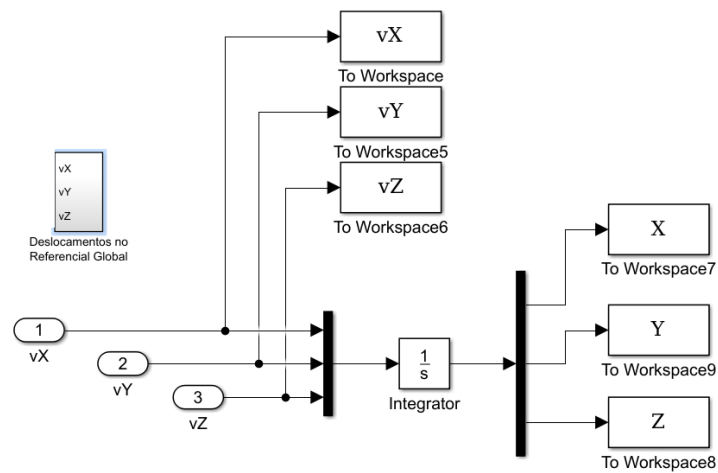 vX
To Workspace
vY
To Workspace5
vZ
To Workspace6
vX
vY
vZ
Deslocamentos no
Referencial Global
X
To Workspace7
1
vX
2
vY
3
vZ
1
s
Integrator
Y
To Workspace9
Z
To Workspace8